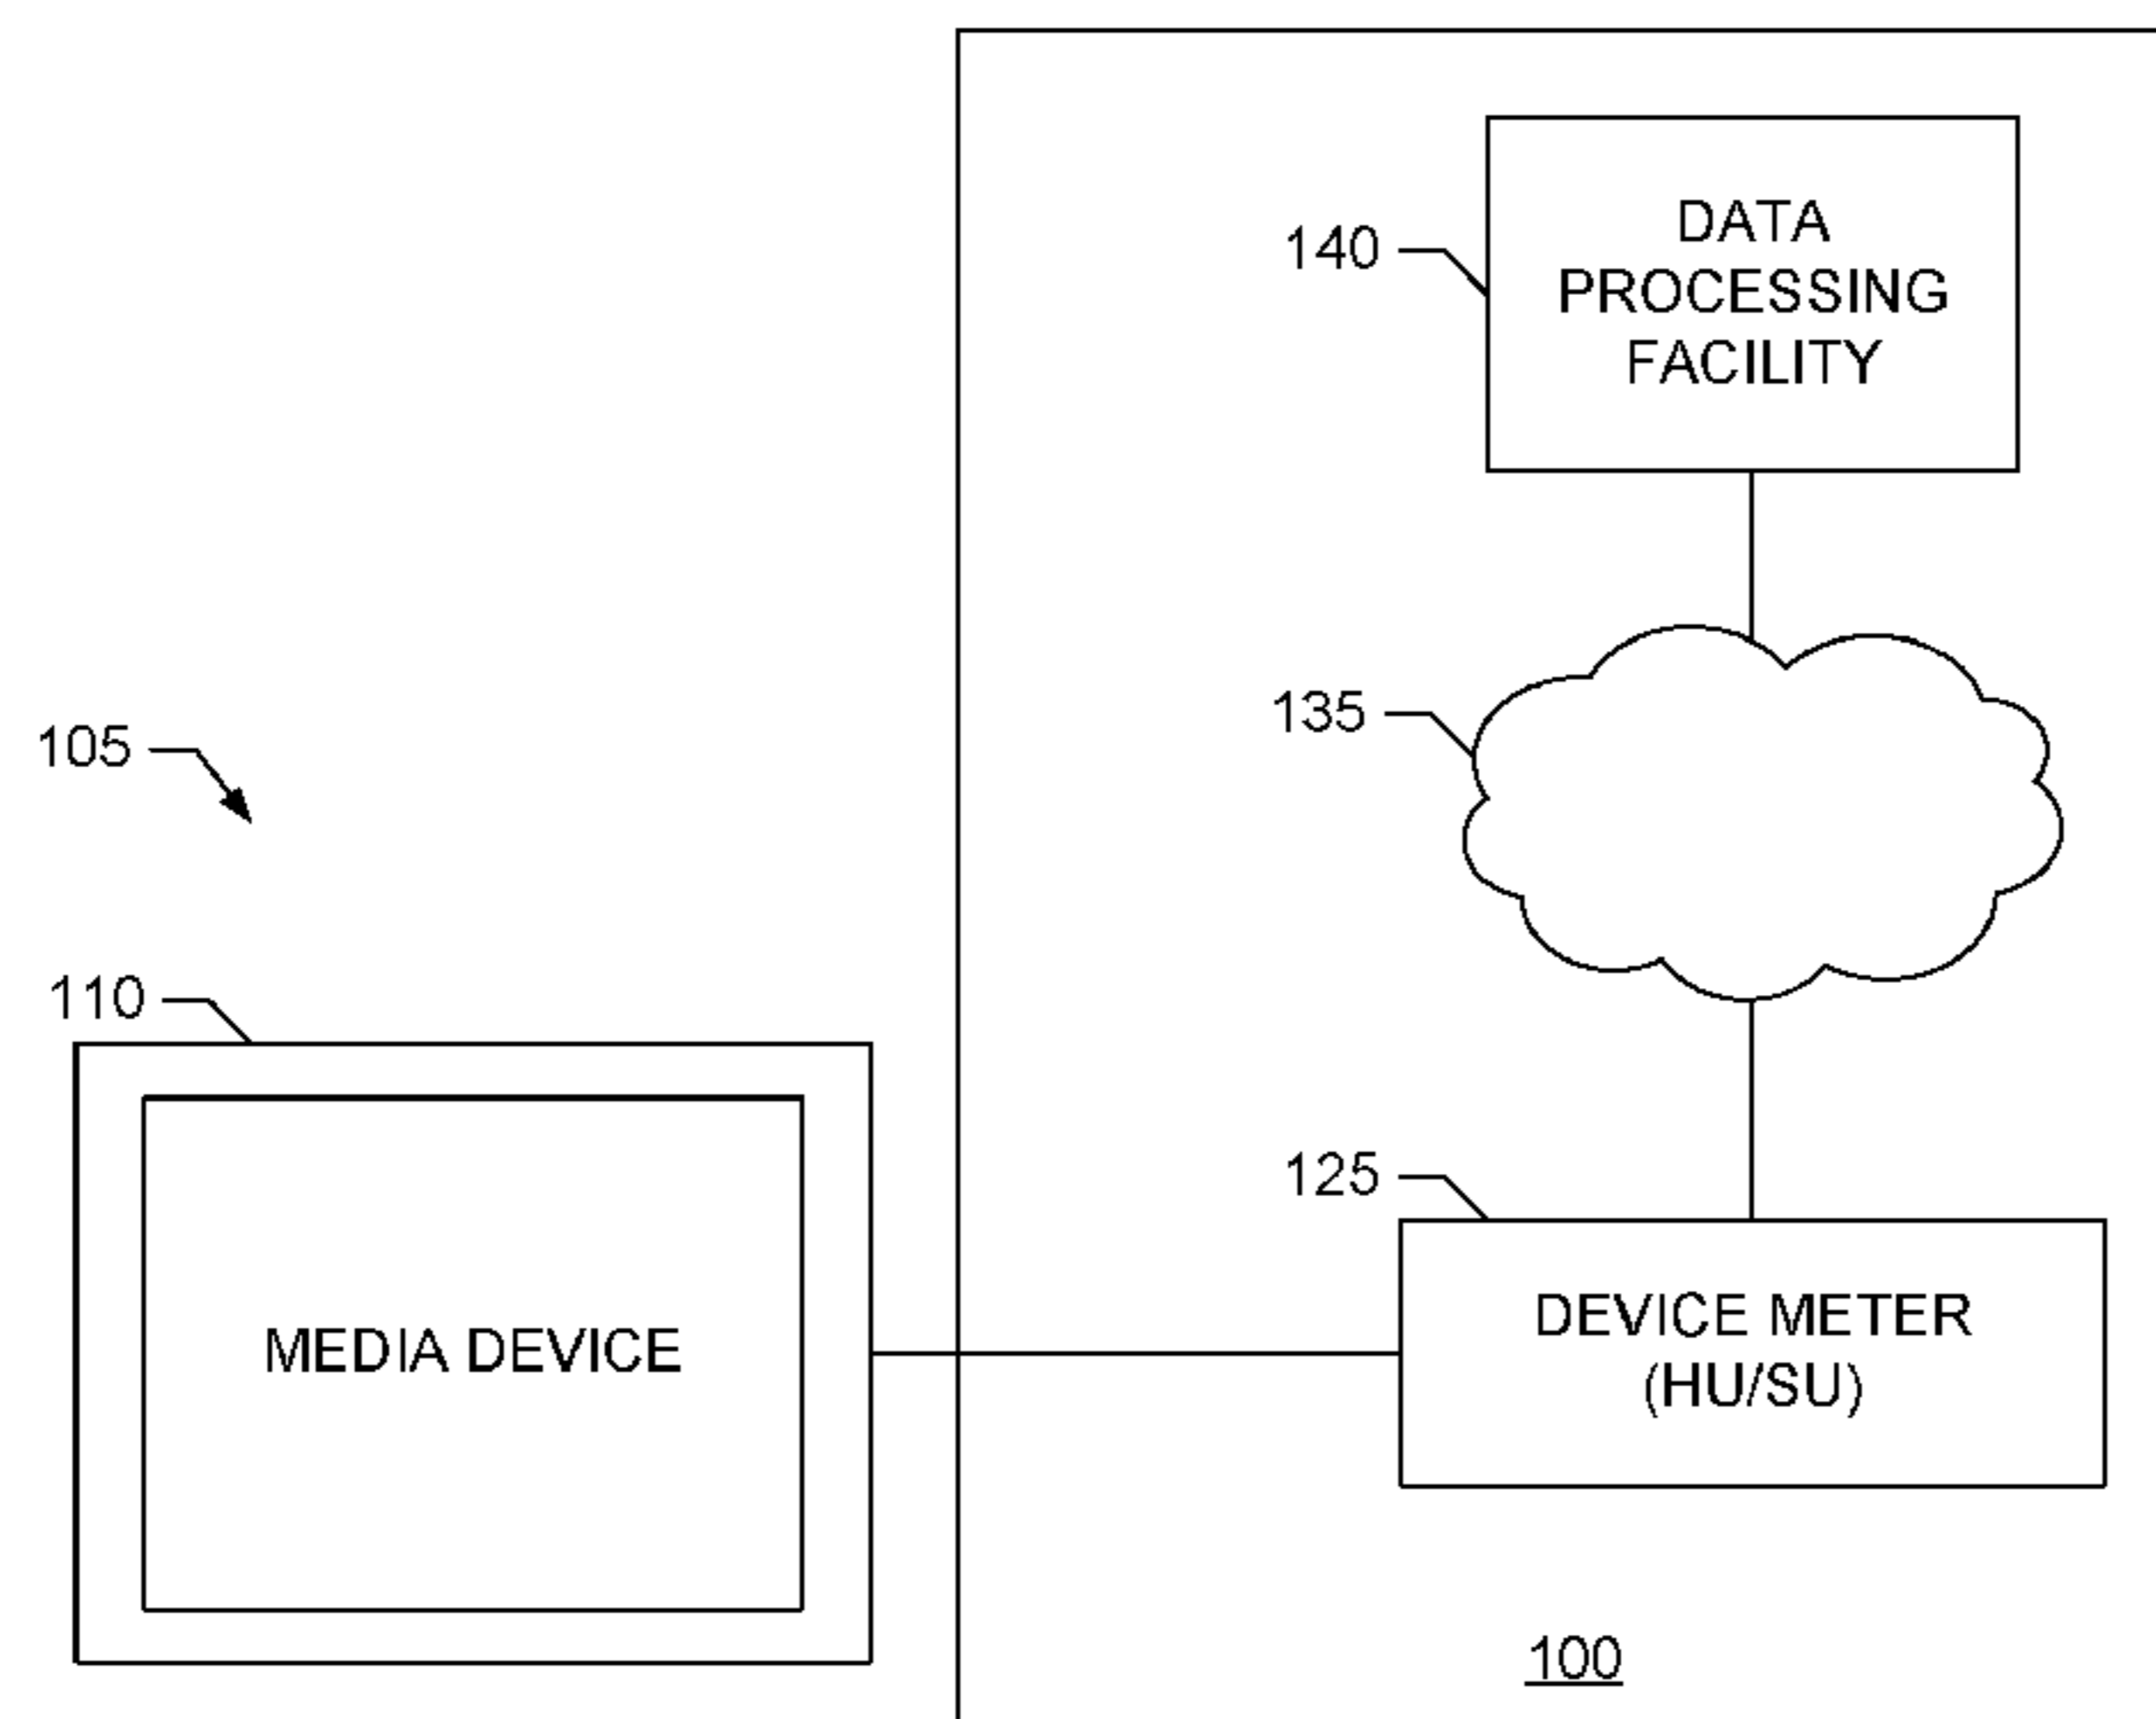 140
DATA
PROCESSING
FACILITY
135
105
110
125
MEDIA DEVICE
DEVICE METER
(HU/SU)
100